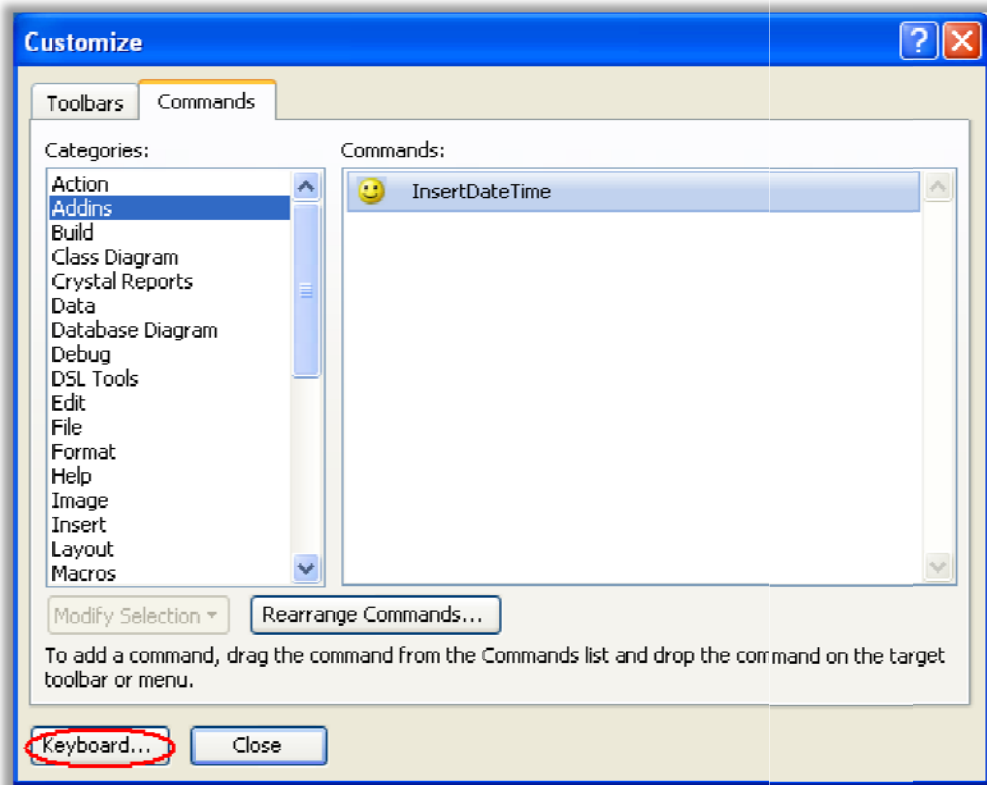 Customize
Toolbars
Commands
Categories:
Commands:
Action
Addins
Build
Class Diagram
Crystal Reports
Data
Database Diagram
Debug
DSL Tools
Edit
File
Format
Help
Image
Insert
Layout
Macros
InsertDateTime
Modify Selection
Rearrange Commands...
To add a command, drag the command from the Commands list and drop the command on the target
toolbar or menu.
Keyboard...
Close